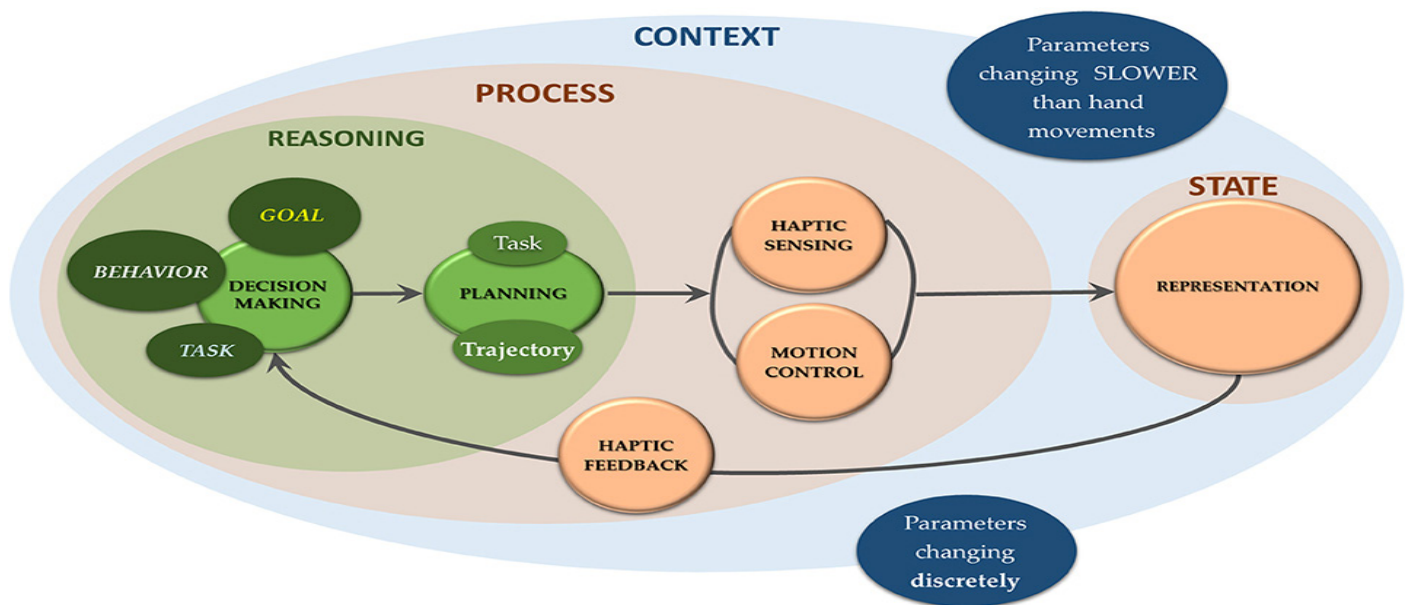 CONTEXT
Parameters
changing SLOWER
than hand
movements
PROCESS
REASONING
STATE
GOAL
BEHAVIOR
DECISION
MAKING
TASK
Task
PLANNING
Trajectory
HAPTIC
SENSING
MOTION
CONTROL
REPRESENTATION
HAPTIC
FEEDBACK
Parameters
changing
discretely